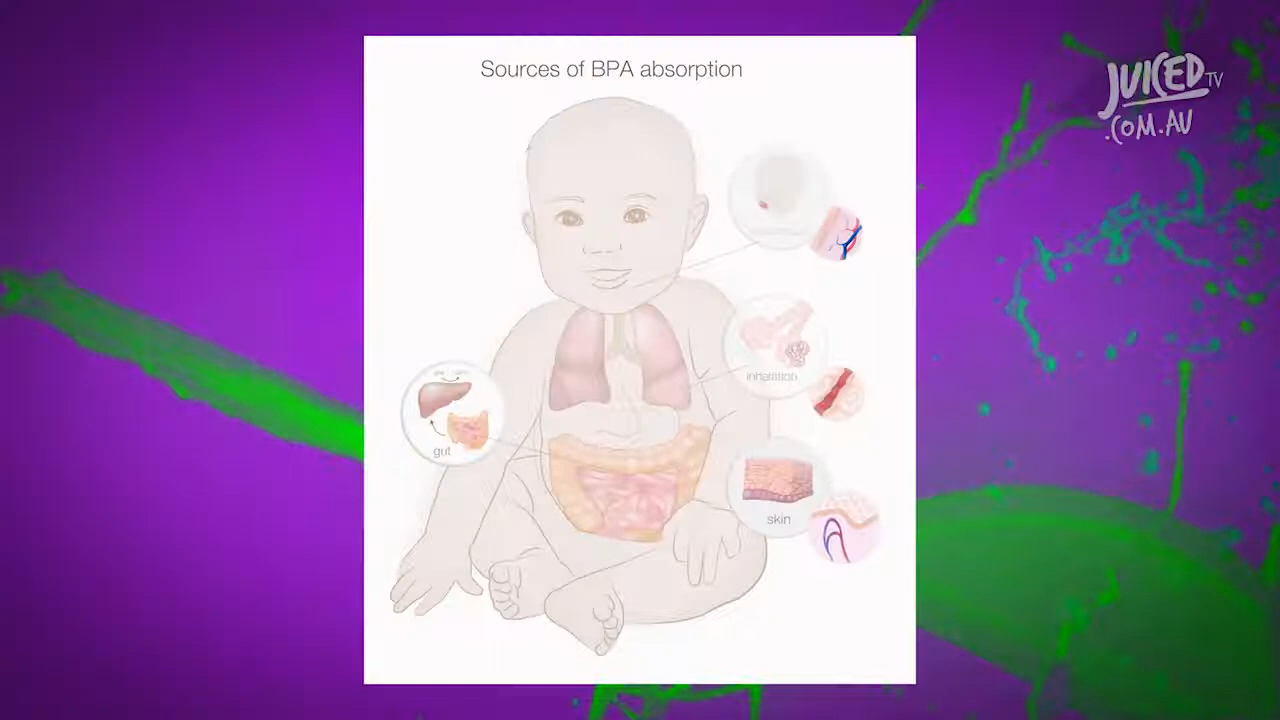 Sources of BPA absorption
JUICED TV
.COM.AU
inhalation
gut
skin